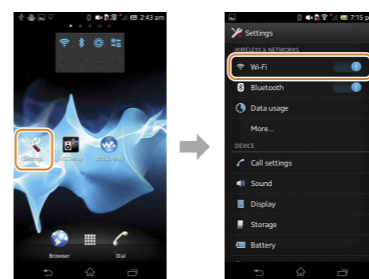 2:43 am
Settings
Browser
Dial
7:15 p
Settings
WIRELESS & NETWORKS
Wi-Fi
Bluetooth
Data usage
More...
DEVICE
Call settings
Sound
Display
Storage
Battery